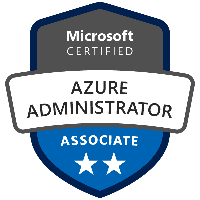 Microsoft
CERTIFIED
AZURE
ADMINISTRATOR
ASSOCIATE